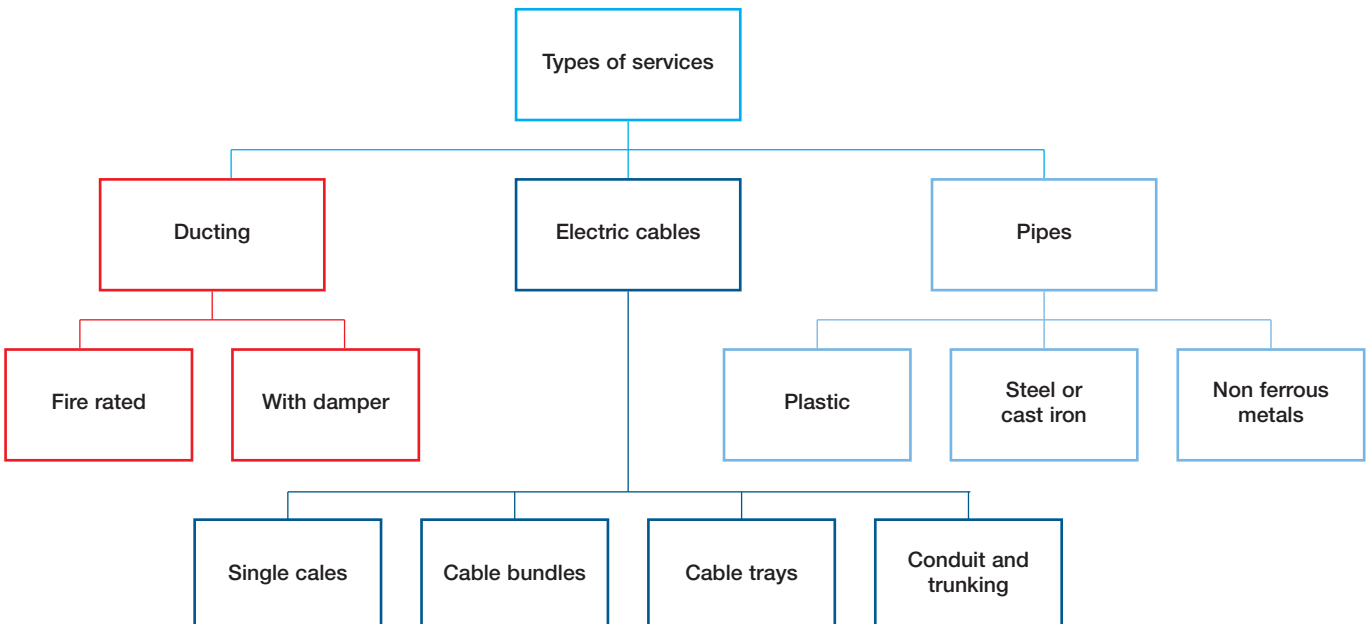 Types of services
Ducting
Electric cables
Pipes
Fire rated
With damper
Plastic
Steel or
cast iron
Non ferrous
metals
Single cales
Cable bundles
Cable trays
Conduit and
trunking